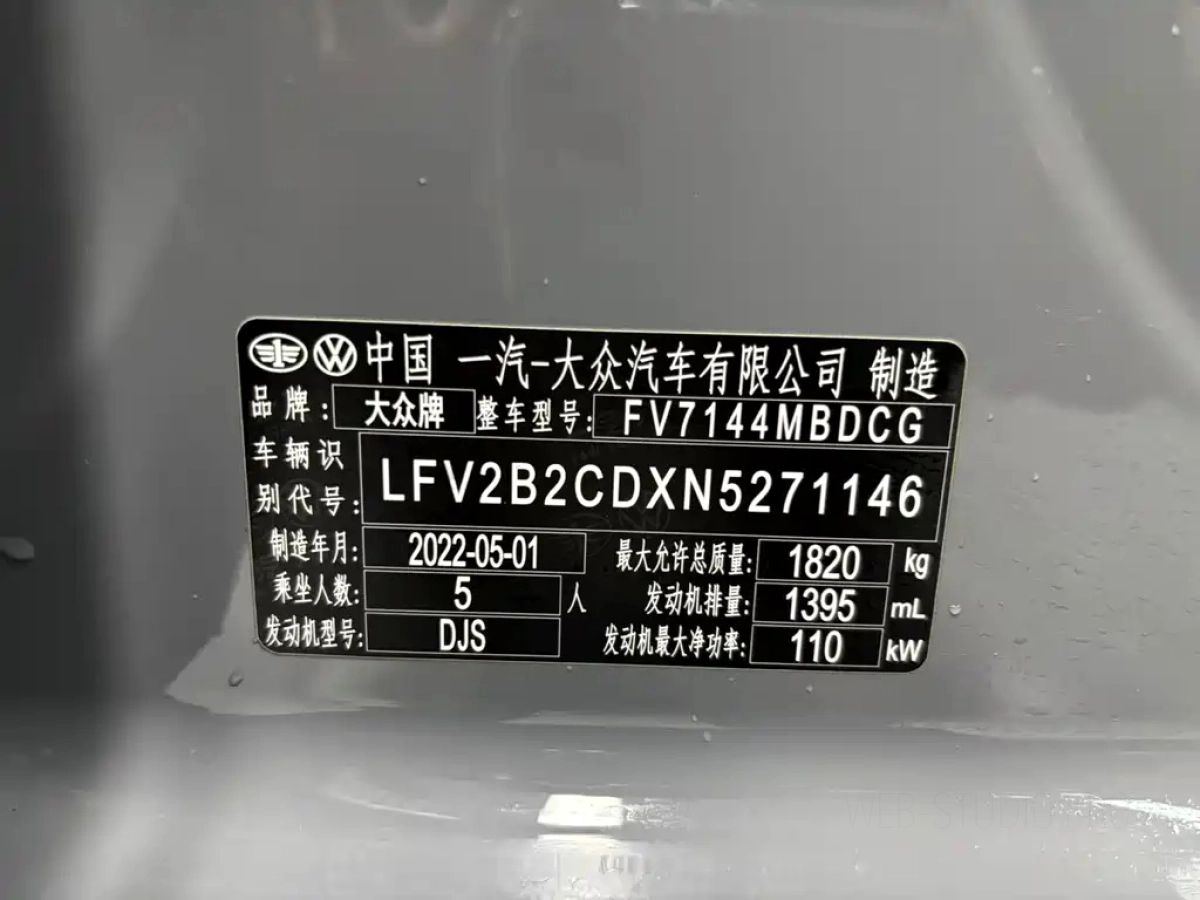 中国 一汽-大众汽车有限公司 制造
品牌: 大众牌 整车型号: FV7144MBDCG
车辆识别代号: LFV2B2CDXN5271146
制造年月: 2022-05-01 最大允许总质量: 1820 kg
乘坐人数: 5 人 发动机排量: 1395 mL
发动机型号: DJS 发动机最大净功率: 110 kW